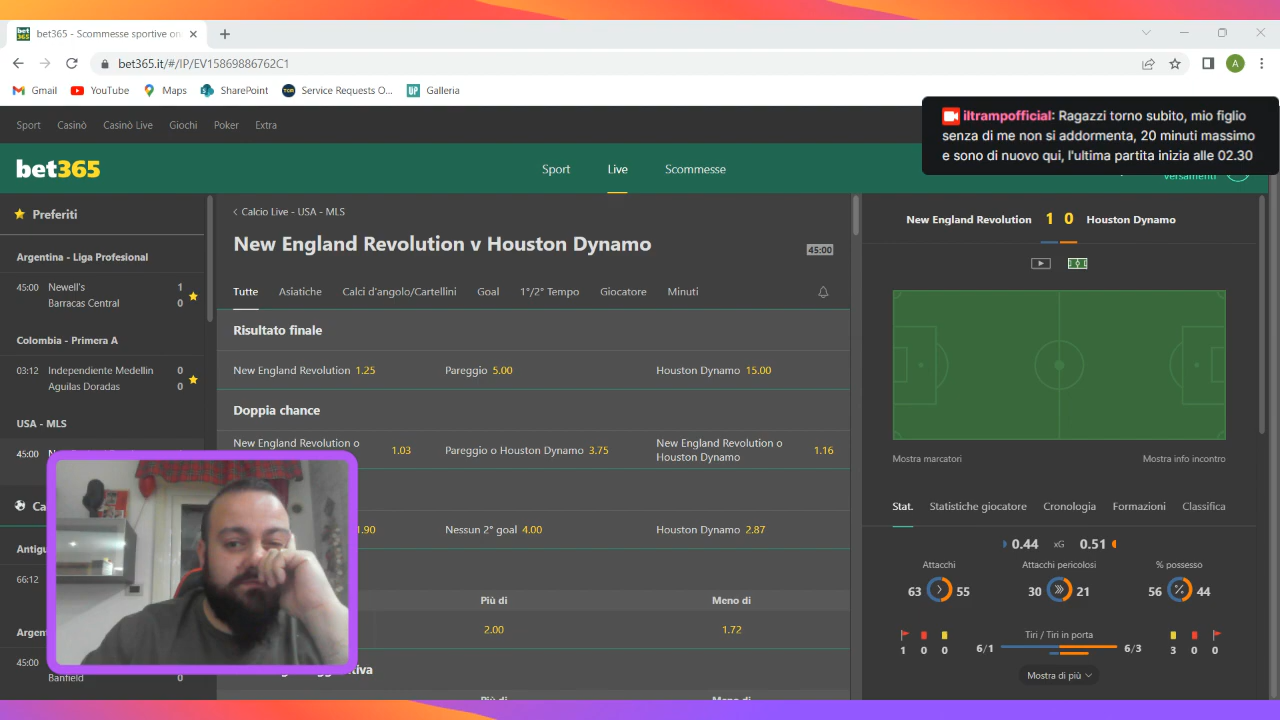 bet365 - Scommesse sportive on
bet365.it/#/IP/EV15869886762C1
Gmail
YouTube
Maps
SharePoint
Service Requests O...
Galleria
iltrampofficial: Ragazzi torno subito, mio figlio
senza di me non si addormenta, 20 minuti massimo
e sono di nuovo qui, l'ultima partita inizia alle 02.30
Sport
Casinò
Casinò Live
Giochi
Poker
Extra
bet365
Sport
Live
Scommesse
Versamenti
Preferiti
Argentina - Liga Profesional
45:00 Newell's 1
Barracas Central 0
Colombia - Primera A
03:12 Independiente Medellin 0
Aguilas Doradas 0
USA - MLS
45:00
66:12
45:00
Banfield 0
Calcio Live - USA - MLS
New England Revolution v Houston Dynamo
45:00
Tutte
Asiatiche
Calci d'angolo/Cartellini
Goal
1°/2° Tempo
Giocatore
Minuti
Risultato finale
New England Revolution 1.25
Pareggio 5.00
Houston Dynamo 15.00
Doppia chance
New England Revolution o 1.03
Pareggio o Houston Dynamo 3.75
New England Revolution o
Houston Dynamo 1.16
.90
Nessun 2° goal 4.00
Houston Dynamo 2.87
Più di
Meno di
2.00
1.72
Più di
Meno di
New England Revolution 1 0 Houston Dynamo
Mostra marcatori
Mostra info incontro
Stat.
Statistiche giocatore
Cronologia
Formazioni
Classifica
0.44 xG 0.51
Attacchi
Attacchi pericolosi
% possesso
63 55
30 21
56 % 44
Tiri / Tiri in porta
6/1
6/3
1 0 0
3 0 0
Mostra di più